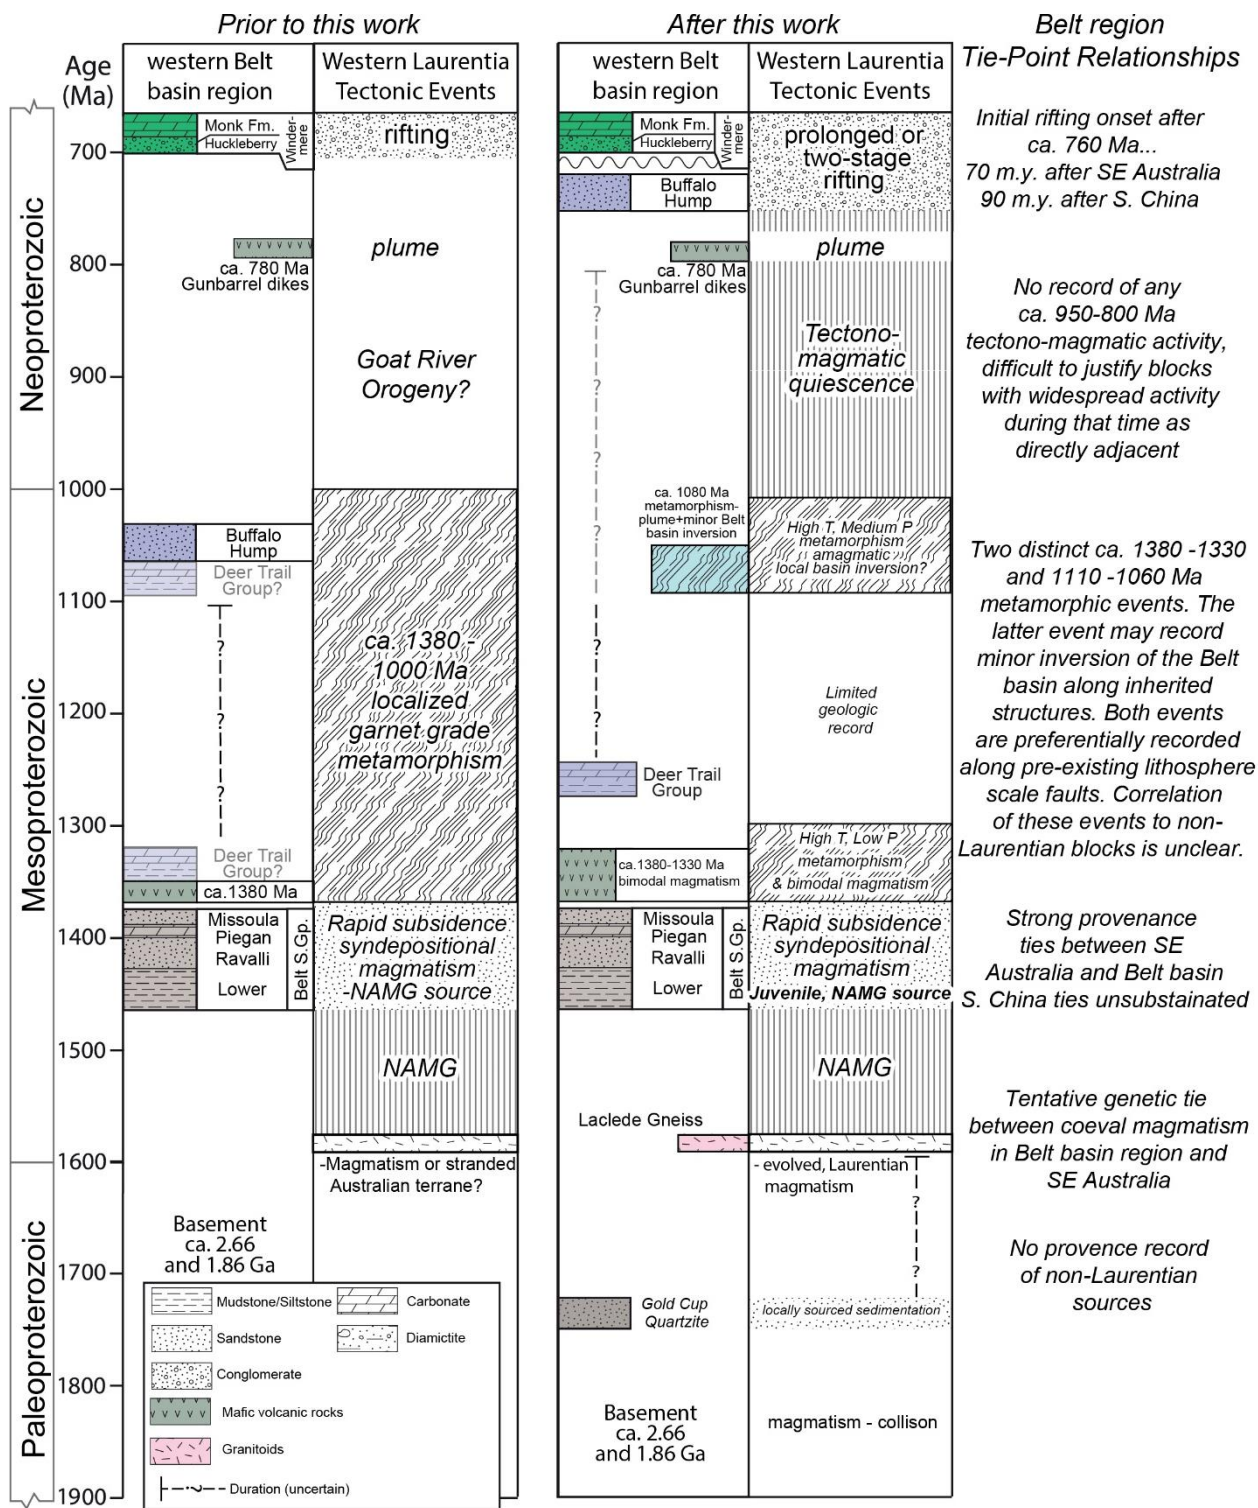 Prior to this work
After this work
Belt region
Tie-Point Relationships
Age
(Ma)
700
800
900
1000
1100
1200
1300
1400
1500
1600
1700
1800
1900
Neoproterozoic
Mesoproterozoic
Paleoproterozoic
western Belt
basin region
Western Laurentia
Tectonic Events
Monk Fm.
Huckleberry
Winder-
mere
rifting
ca. 780 Ma
Gunbarrel dikes
plume
Goat River
Orogeny?
Buffalo
Hump
Deer Trail
Group?
?
?
?
ca. 1380 -
1000 Ma
localized
garnet grade
metamorphism
Deer Trail
Group?
ca.1380 Ma
Missoula
Piegan
Ravalli
Lower
Belt S.Gp.
Rapid subsidence
syndepositional
magmatism
-NAMG source
NAMG
-Magmatism or stranded
Australian terrane?
Basement
ca. 2.66
and 1.86 Ga
Mudstone/Siltstone
Carbonate
Sandstone
Diamictite
Conglomerate
Mafic volcanic rocks
Granitoids
?
Duration (uncertain)
western Belt
basin region
Western Laurentia
Tectonic Events
Monk Fm.
Huckleberry
Winder-
mere
prolonged or
two-stage
rifting
Buffalo
Hump
ca. 780 Ma
Gunbarrel dikes
plume
?
?
?
?
?
?
Tectono-
magmatic
quiescence
ca. 1080 Ma
metamorphism-
plume+minor Belt
basin inversion
High T, Medium P
metamorphism
amagmatic
local basin inversion?
Limited
geologic
record
Deer Trail
Group
ca.1380-1330 Ma
bimodal magmatism
High T, Low P
metamorphism
& bimodal magmatism
Missoula
Piegan
Ravalli
Lower
Belt S.Gp.
Rapid subsidence
syndepositional
magmatism
Juvenile, NAMG source
NAMG
Laclede Gneiss
- evolved, Laurentian
magmatism
?
?
Gold Cup
Quartzite
locally sourced sedimentation
Basement
ca. 2.66
and 1.86 Ga
magmatism - collison
Initial rifting onset after
ca. 760 Ma...
70 m.y. after SE Australia
90 m.y. after S. China
No record of any
ca. 950-800 Ma
tectono-magmatic activity,
difficult to justify blocks
with widespread activity
during that time as
directly adjacent
Two distinct ca. 1380 -1330
and 1110 -1060 Ma
metamorphic events. The
latter event may record
minor inversion of the Belt
basin along inherited
structures. Both events
are preferentially recorded
along pre-existing lithosphere
scale faults. Correlation
of these events to non-
Laurentian blocks is unclear.
Strong provenance
ties between SE
Australia and Belt basin
S. China ties unsubstainated
Tentative genetic tie
between coeval magmatism
in Belt basin region and
SE Australia
No provence record
of non-Laurentian
sources